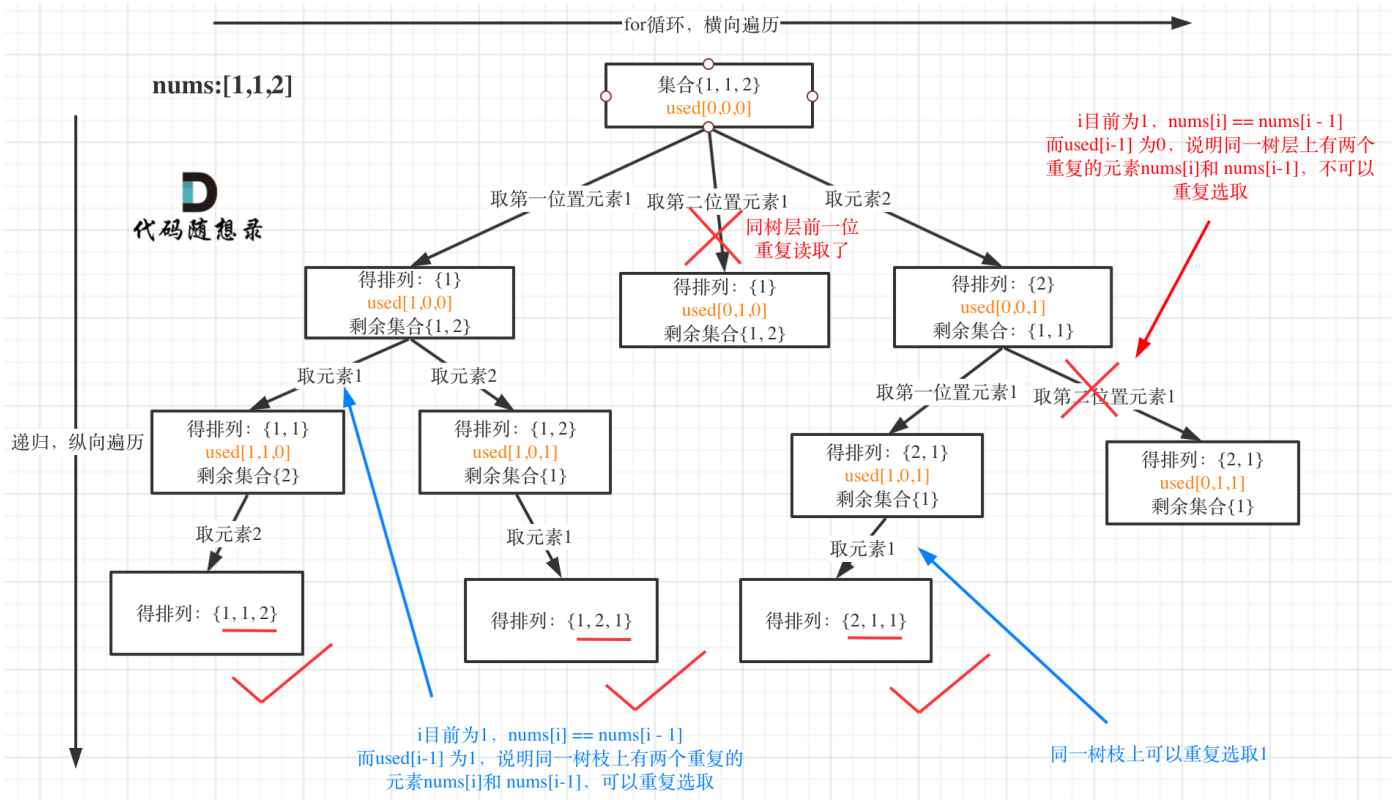 for循环，横向遍历
nums:[1,1,2]
集合{1, 1, 2}
used[0,0,0]
i目前为1，nums[i] == nums[i - 1]
而used[i-1] 为0，说明同一树层上有两个
重复的元素nums[i]和 nums[i-1]，不可以
重复选取
代码随想录
取第一位置元素1
取第二位置元素1
取元素2
同树层前一位
重复读取了
得排列：{1}
used[1,0,0]
剩余集合{1, 2}
得排列：{1}
used[0,1,0]
剩余集合{1, 2}
得排列：{2}
used[0,0,1]
剩余集合：{1, 1}
取元素1
取元素2
取第一位置元素1
取第二位置元素1
递归，纵向遍历
得排列：{1, 1}
used[1,1,0]
剩余集合{2}
得排列：{1, 2}
used[1,0,1]
剩余集合{1}
得排列：{2, 1}
used[1,0,1]
剩余集合{1}
得排列：{2, 1}
used[0,1,1]
剩余集合{1}
取元素2
取元素1
取元素1
得排列：{1, 1, 2}
得排列：{1, 2, 1}
得排列：{2, 1, 1}
i目前为1，nums[i] == nums[i - 1]
而used[i-1] 为1，说明同一树枝上有两个重复的
元素nums[i]和 nums[i-1]，可以重复选取
同一树枝上可以重复选取1